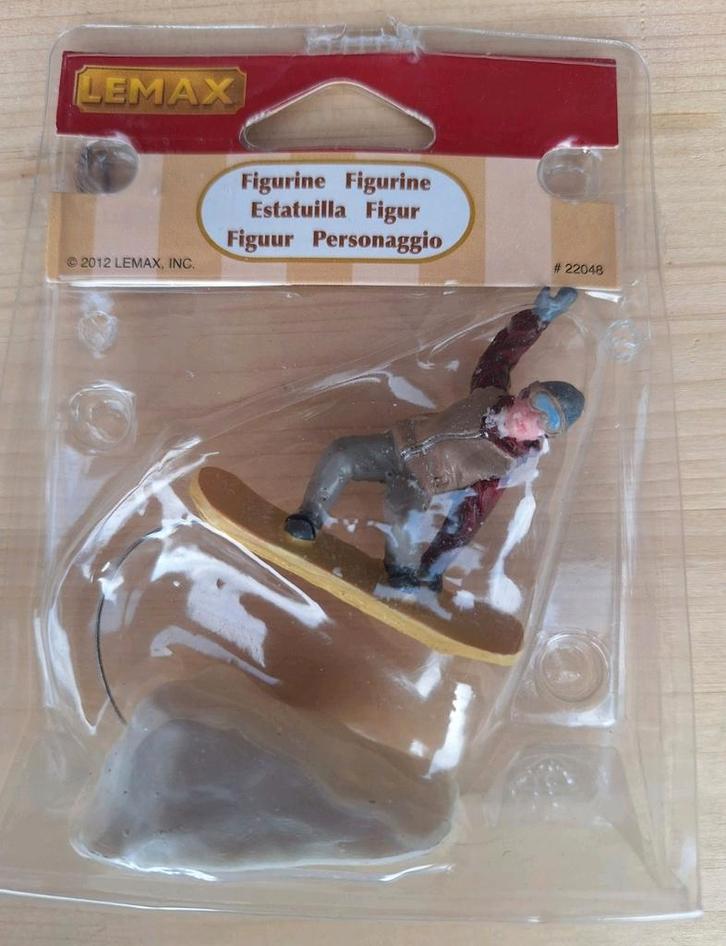 LEMAX
Figurine Figurine
Estatuilla Figur
Figuur Personaggio
© 2012 LEMAX, INC.
# 22048